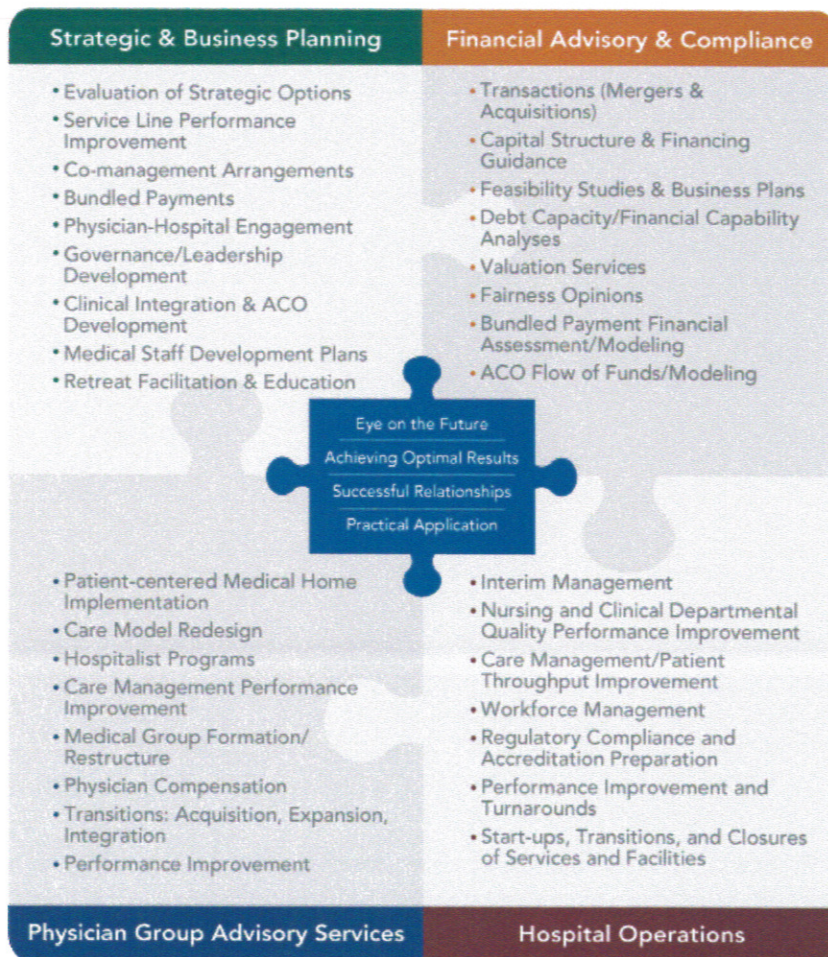 Strategic & Business Planning
• Evaluation of Strategic Options
• Service Line Performance
Improvement
• Co-management Arrangements
• Bundled Payments
• Physician-Hospital Engagement
• Governance/Leadership
Development
• Clinical Integration & ACO
Development
• Medical Staff Development Plans
• Retreat Facilitation & Education
Financial Advisory & Compliance
• Transactions (Mergers &
Acquisitions)
• Capital Structure & Financing
Guidance
• Feasibility Studies & Business Plans
• Debt Capacity/Financial Capability
Analyses
• Valuation Services
• Fairness Opinions
• Bundled Payment Financial
Assessment/Modeling
• ACO Flow of Funds/Modeling
Eye on the Future
Achieving Optimal Results
Successful Relationships
Practical Application
• Patient-centered Medical Home
Implementation
• Care Model Redesign
• Hospitalist Programs
• Care Management Performance
Improvement
• Medical Group Formation/
Restructure
• Physician Compensation
• Transitions: Acquisition, Expansion,
Integration
• Performance Improvement
Physician Group Advisory Services
• Interim Management
• Nursing and Clinical Departmental
Quality Performance Improvement
• Care Management/Patient
Throughput Improvement
• Workforce Management
• Regulatory Compliance and
Accreditation Preparation
• Performance Improvement and
Turnarounds
• Start-ups, Transitions, and Closures
of Services and Facilities
Hospital Operations